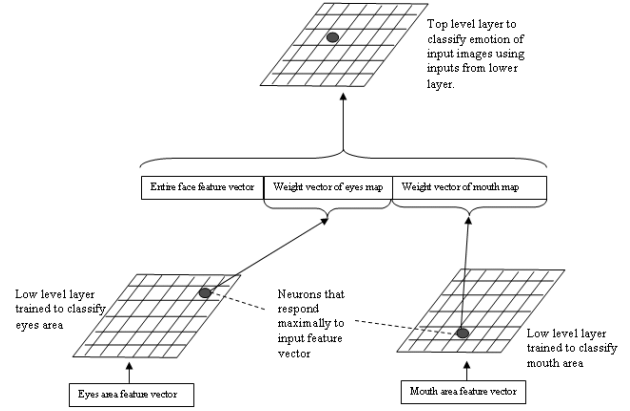 Top level layer to
classify emotion of
input images using
inputs from lower
layer.
Entire face feature vector
Weight vector of eyes map
Weight vector of mouth map
Low level layer
trained to classify
eyes area
Neurons that
respond
maximally to
input feature
vector
Low level layer
trained to classify
mouth area
Eyes area feature vector
Mouth area feature vector